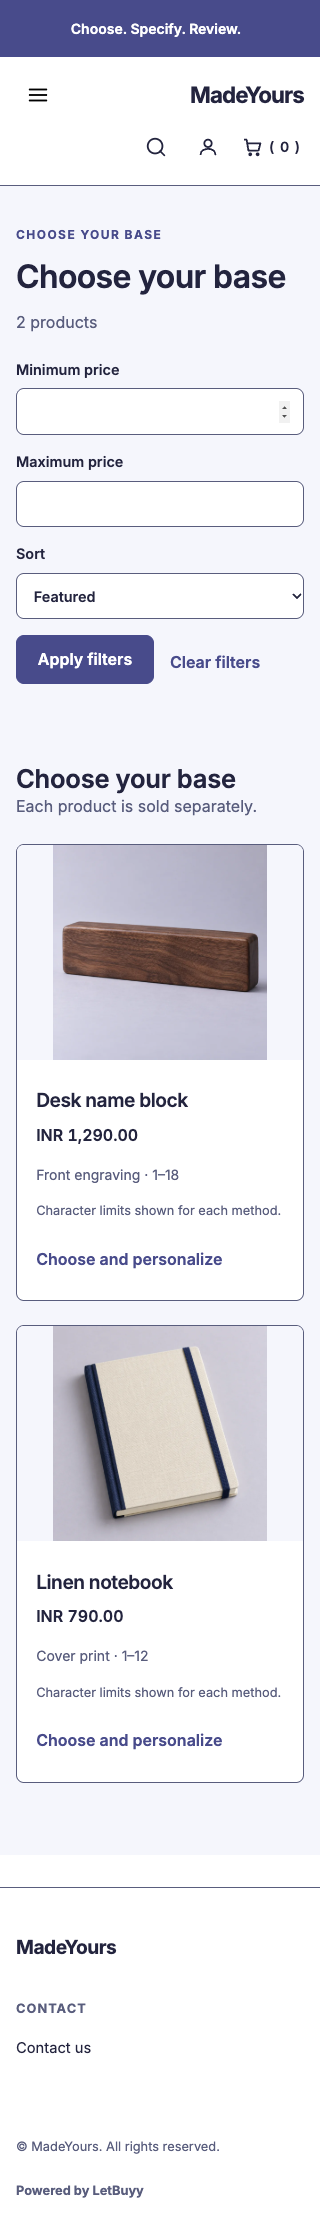 Choose. Specify. Review.
MadeYours
( 0 )
CHOOSE YOUR BASE
Choose your base
2 products
Minimum price
Maximum price
Sort
Featured
Apply filters
Clear filters
Choose your base
Each product is sold separately.
Desk name block
INR 1,290.00
Front engraving · 1–18
Character limits shown for each method.
Choose and personalize
Linen notebook
INR 790.00
Cover print · 1–12
Character limits shown for each method.
Choose and personalize
MadeYours
CONTACT
Contact us
© MadeYours. All rights reserved.
Powered by LetBuyy